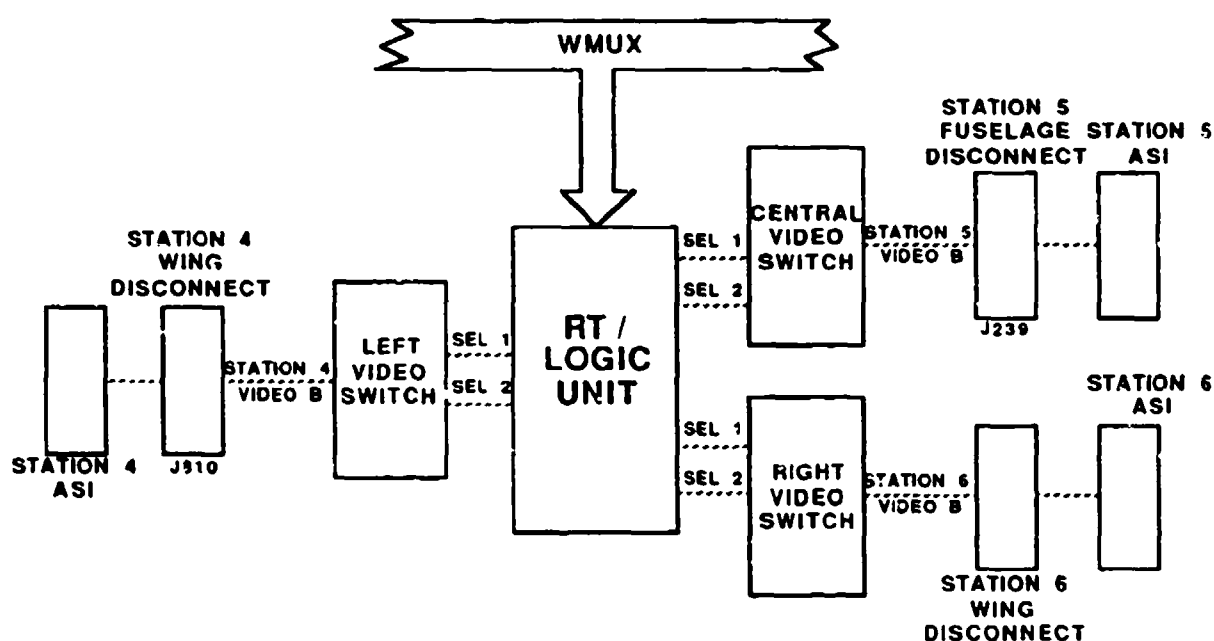 WMUX
STATION 5
FUSELAGE
DISCONNECT
STATION 5
ASI
CENTRAL
VIDEO
SWITCH
SEL 1
SEL 2
STATION 5
VIDEO B
J239
STATION 4
WING
DISCONNECT
LEFT
VIDEO
SWITCH
SEL 1
SEL 2
STATION 4
VIDEO B
STATION 4
ASI
J810
RT /
LOGIC
UNIT
SEL 1
SEL 2
RIGHT
VIDEO
SWITCH
STATION 6
VIDEO B
STATION 6
ASI
STATION 6
WING
DISCONNECT